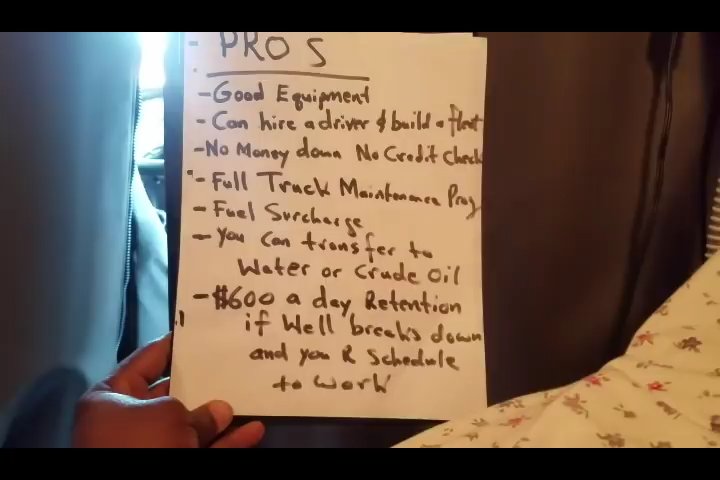 - PROS
- Good Equipment
- Can hire a driver & build a fleet
- No Money down No Credit Check
- Full Truck Maintenance Prog
- Fuel Surcharge
- you Can transfer to
Water or Crude Oil
- $600 a day Retention
if Well breaks down
and you R Schedule
to work